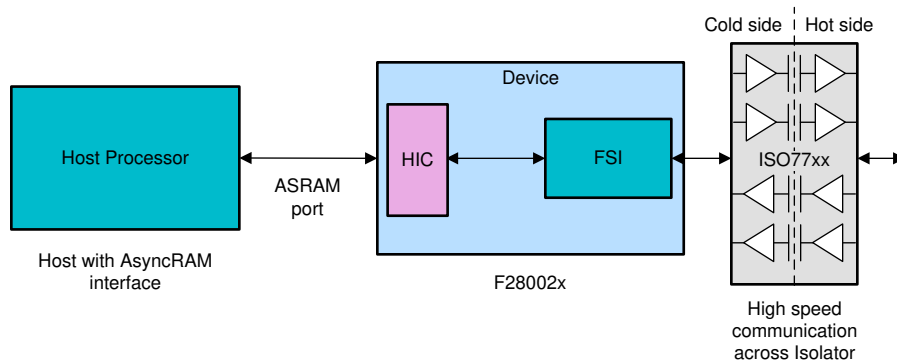 Cold side
Hot side
Device
Host Processor
HIC
FSI
ISO77xx
ASRAM
port
Host with AsyncRAM
interface
F28002x
High speed
communication
across Isolator